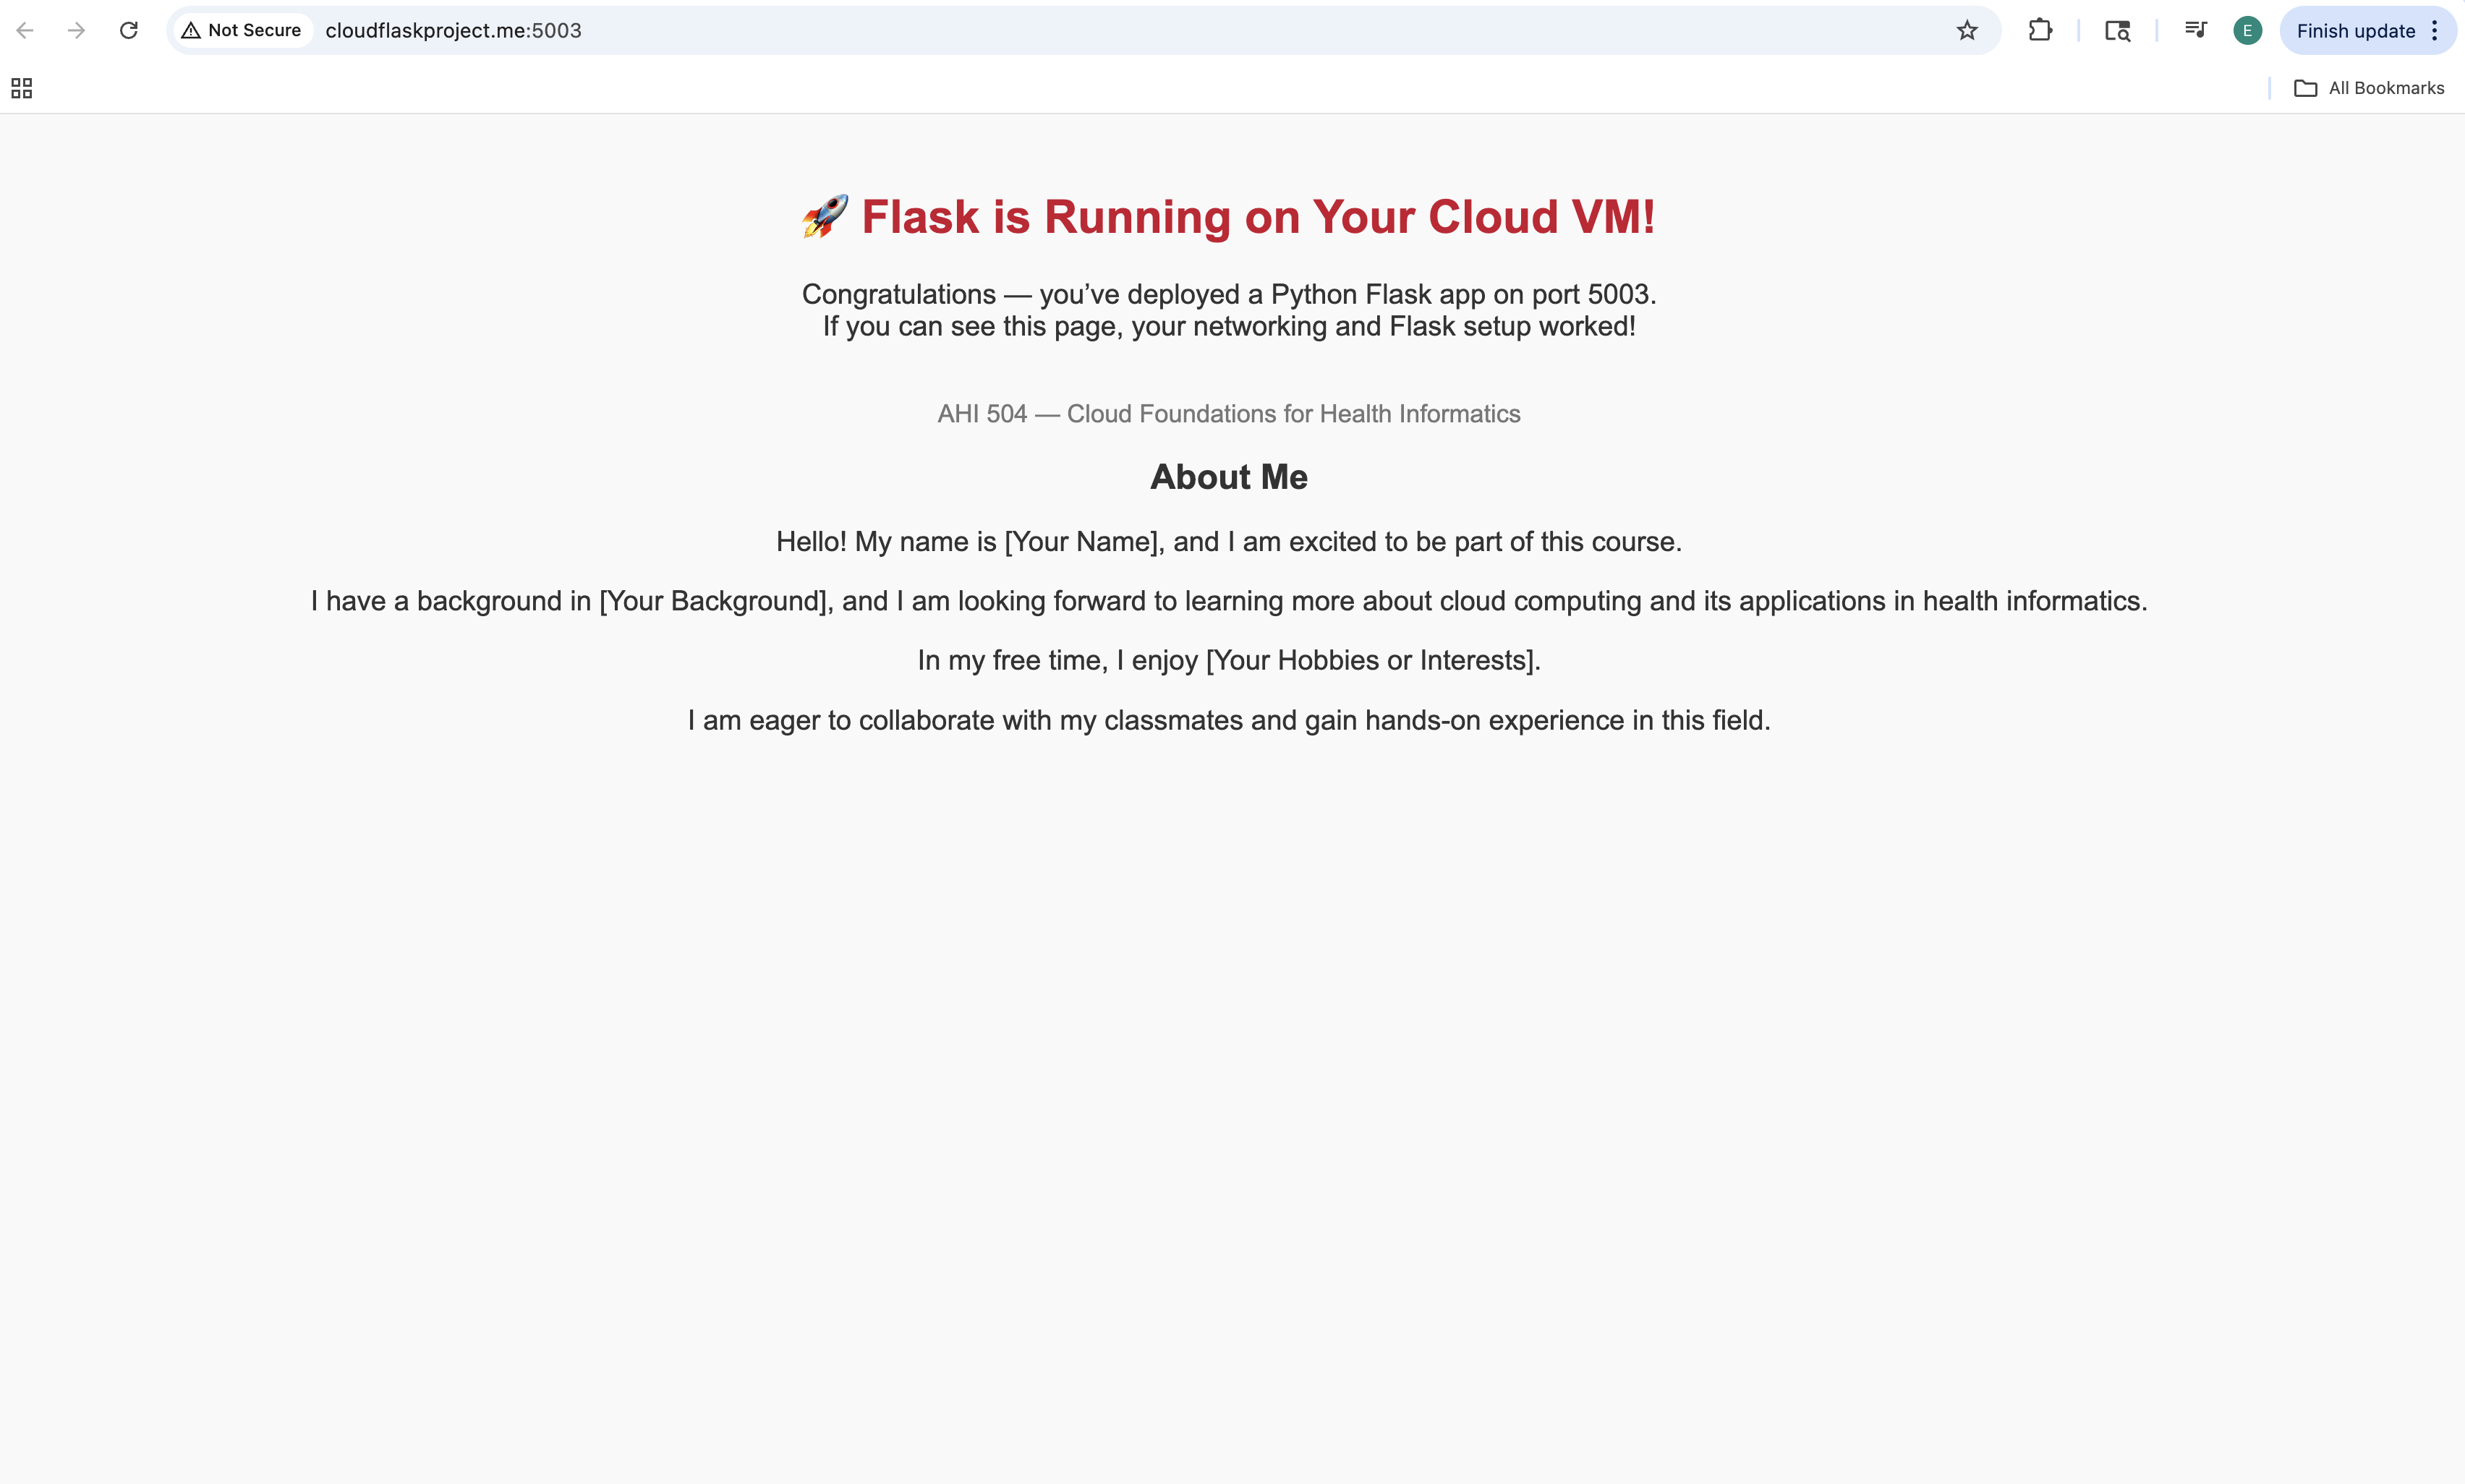 Not Secure
cloudflaskproject.me:5003
E
Finish update
All Bookmarks
🚀 Flask is Running on Your Cloud VM!
Congratulations — you’ve deployed a Python Flask app on port 5003.
If you can see this page, your networking and Flask setup worked!
AHI 504 — Cloud Foundations for Health Informatics
About Me
Hello! My name is [Your Name], and I am excited to be part of this course.
I have a background in [Your Background], and I am looking forward to learning more about cloud computing and its applications in health informatics.
In my free time, I enjoy [Your Hobbies or Interests].
I am eager to collaborate with my classmates and gain hands-on experience in this field.